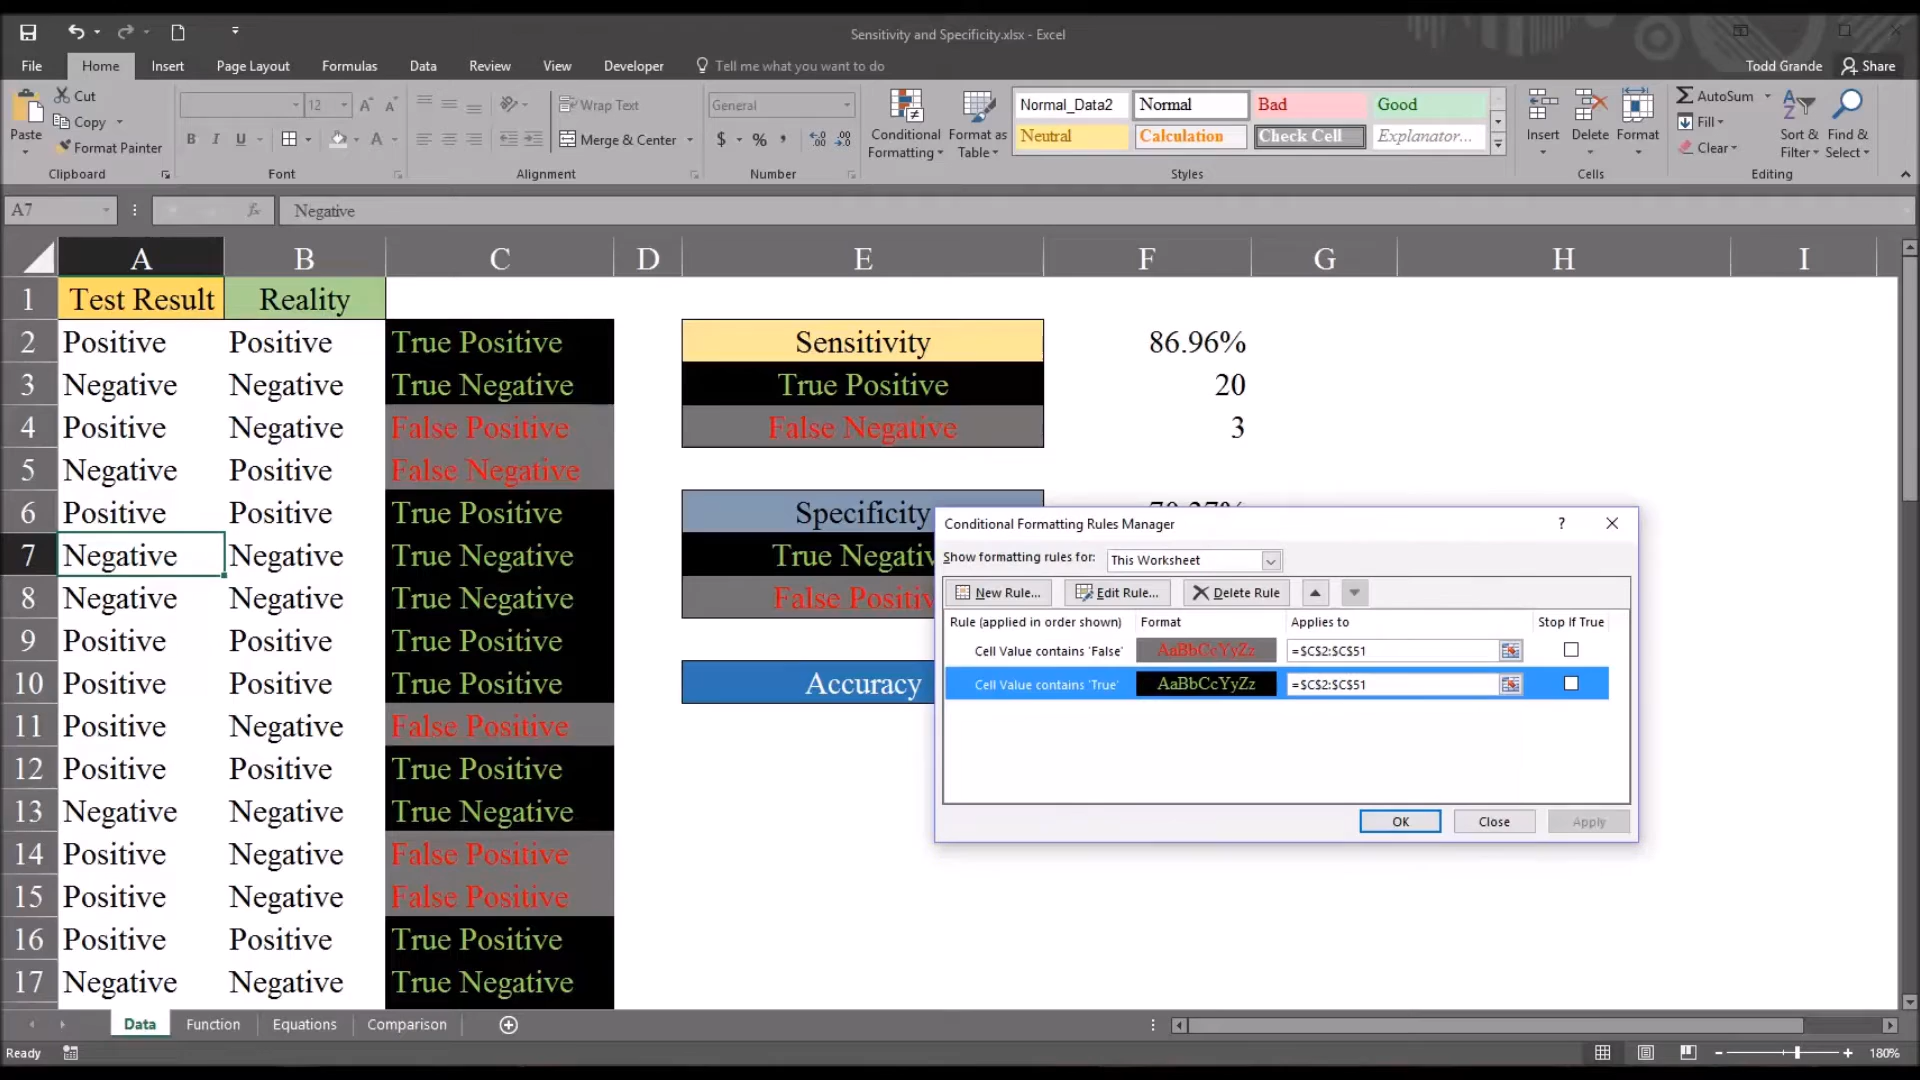 Sensitivity and Specificity.xlsx - Excel
File Home Insert Page Layout Formulas Data Review View Developer Tell me what you want to do Todd Grande Share
Cut
Copy
Format Painter
Paste
Clipboard
12 A A
B I U A
Font
Wrap Text
Merge & Center
Alignment
General
$ % ,
Number
Conditional Formatting
Format as Table
Normal_Data2 Normal Bad Good
Neutral Calculation Check Cell Explanator...
Styles
Insert Delete Format
Cells
AutoSum
Fill
Clear
Sort & Filter
Find & Select
Editing
A7 fx Negative
A B C D E F G H I
1 Test Result Reality
2 Positive Positive True Positive Sensitivity 86.96%
3 Negative Negative True Negative True Positive 20
4 Positive Negative False Positive False Negative 3
5 Negative Positive False Negative
6 Positive Positive True Positive Specificity
7 Negative Negative True Negative True Negativ
8 Negative Negative True Negative False Positiv
9 Positive Positive True Positive
10 Positive Positive True Positive Accuracy
11 Positive Negative False Positive
12 Positive Positive True Positive
13 Negative Negative True Negative
14 Positive Negative False Positive
15 Positive Negative False Positive
16 Positive Positive True Positive
17 Negative Negative True Negative
Conditional Formatting Rules Manager ?
Show formatting rules for: This Worksheet
New Rule... Edit Rule... Delete Rule
Rule (applied in order shown) Format Applies to Stop If True
Cell Value contains 'False' AaBbCcYyZz =$C$2:$C$51
Cell Value contains 'True' AaBbCcYyZz =$C$2:$C$51
OK Close Apply
Data Function Equations Comparison
Ready 180%